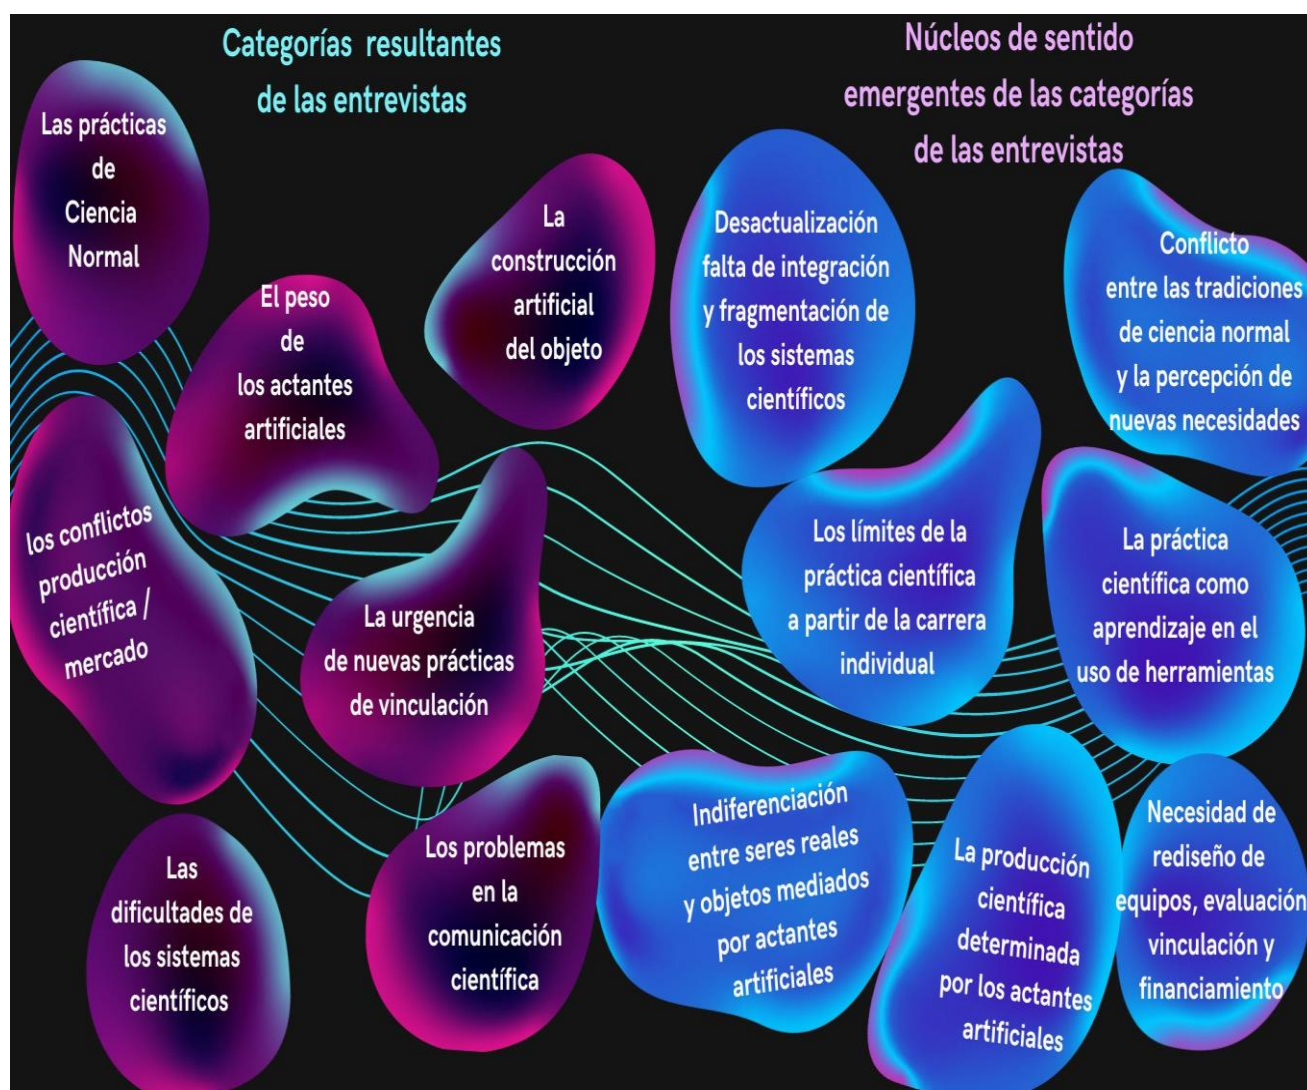 Categorías resultantes
de las entrevistas
Las prácticas
de
Ciencia
Normal
La
construcción
artificial
del objeto
El peso
de
los actantes
artificiales
los conflictos
producción
científica /
mercado
La urgencia
de nuevas prácticas
de vinculación
Las
dificultades de
los sistemas
científicos
Los problemas
en la
comunicación
científica
Núcleos de sentido
emergentes de las categorías
de las entrevistas
Desactualización
falta de integración
y fragmentación de
los sistemas
científicos
Conflicto
entre las tradiciones
de ciencia normal
y la percepción de
nuevas necesidades
Los límites de la
práctica científica
a partir de la carrera
individual
La práctica
científica como
aprendizaje en el
uso de herramientas
Indiferenciación
entre seres reales
y objetos mediados
por actantes
artificiales
La producción
científica
determinada
por los actantes
artificiales
Necesidad de
rediseño de
equipos, evaluación
vinculación y
financiamiento